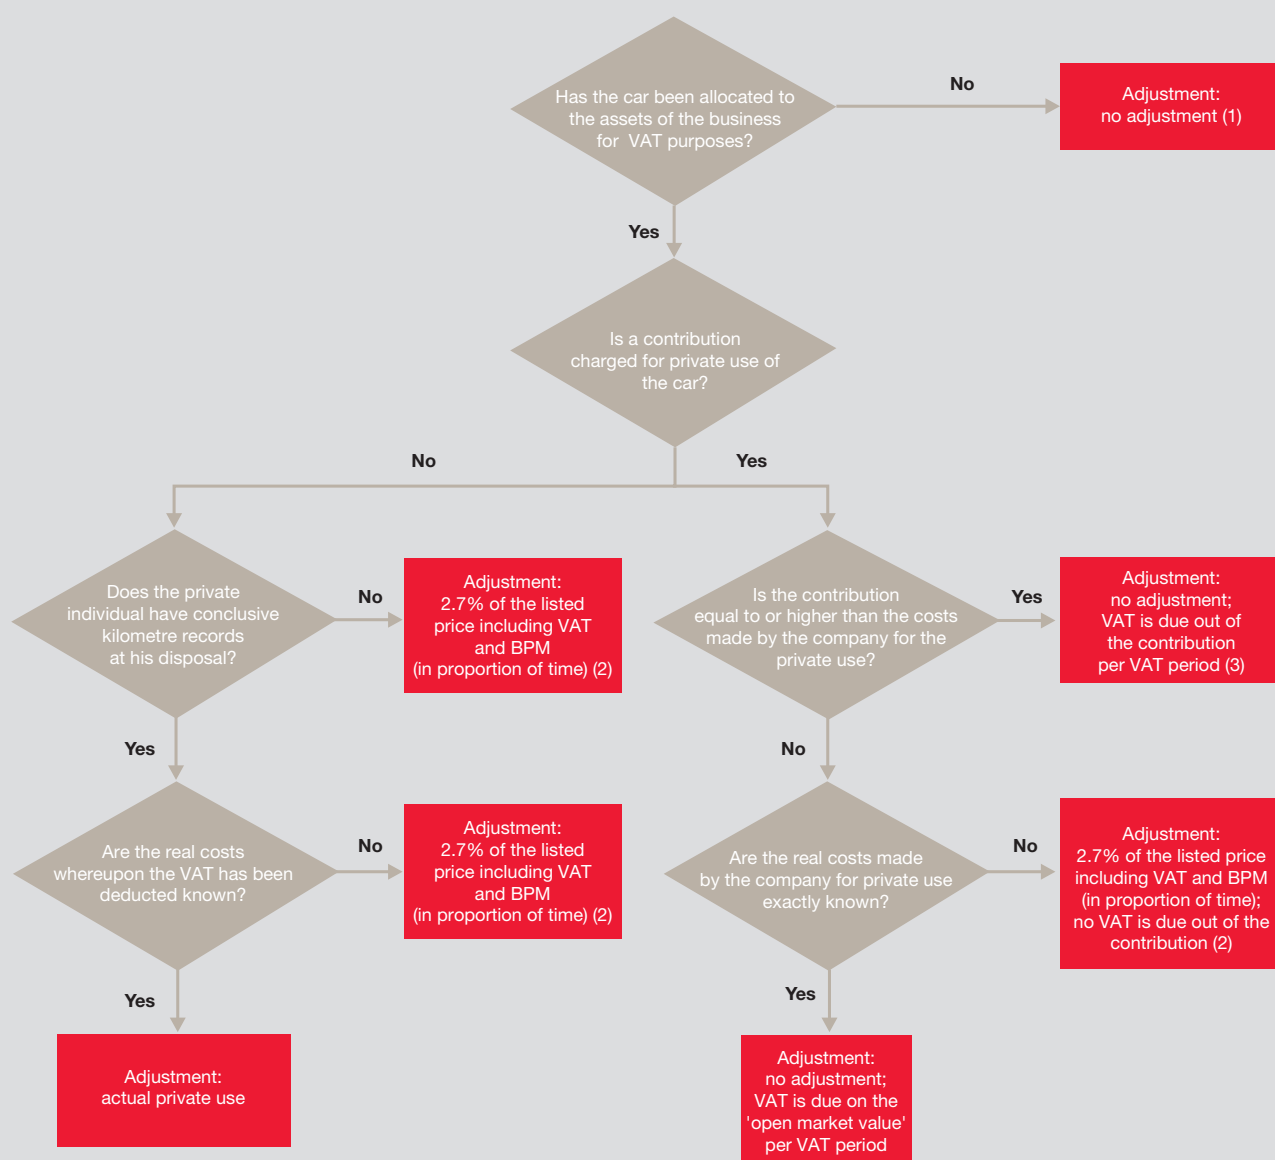 Has the car been allocated to
the assets of the business
for VAT purposes?
No
Adjustment:
no adjustment (1)
Yes
Is a contribution
charged for private use of
the car?
No
Yes
Does the private
individual have conclusive
kilometre records
at his disposal?
No
Adjustment:
2.7% of the listed
price including VAT
and BPM
(in proportion of time) (2)
Is the contribution
equal to or higher than the costs
made by the company for the
private use?
Yes
Adjustment:
no adjustment;
VAT is due out of
the contribution
per VAT period (3)
Yes
No
Are the real costs
whereupon the VAT has been
deducted known?
No
Adjustment:
2.7% of the listed
price including VAT
and BPM
(in proportion of time) (2)
Are the real costs made
by the company for private use
exactly known?
No
Adjustment:
2.7% of the listed price
including VAT and BPM
(in proportion of time);
no VAT is due out of the
contribution (2)
Yes
Yes
Adjustment:
actual private use
Adjustment:
no adjustment;
VAT is due on the
'open market value'
per VAT period